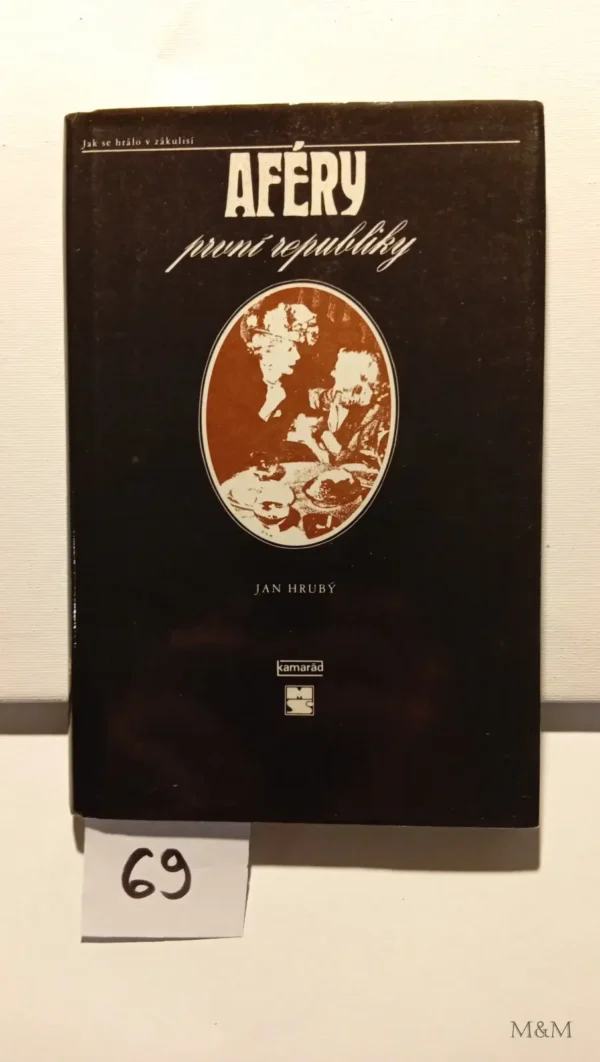 Jak se hrálo v zákulisí
AFÉRY
první republiky
JAN HRUBÝ
kamarád
69
M&M